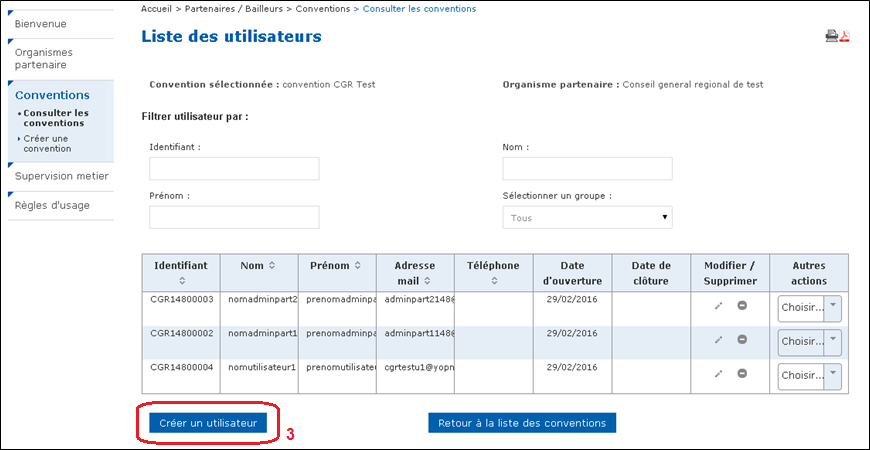 Accueil > Partenaires / Bailleurs > Conventions > Consulter les conventions
Bienvenue
Organismes
partenaire
Conventions
Consulter les
conventions
Créer une
convention
Supervision metier
Règles d'usage
Liste des utilisateurs
Convention sélectionnée : convention CGR Test
Organisme partenaire : Conseil general regional de test
Filtrer utilisateur par :
Identifiant :
Nom :
Prénom :
Sélectionner un groupe :
Tous
Identifiant Nom Prénom Adresse mail Téléphone Date d'ouverture Date de clôture Modifier / Supprimer Autres actions
CGR14800003 nomadminpart2 prenomadminpa adminpart2148 29/02/2016 Choisir...
CGR14800002 nomadminpart1 prenomadminpa adminpart1148 29/02/2016 Choisir...
CGR14800004 nomutilisateur1 prenomutilisate cgrtestu1@yopn 29/02/2016 Choisir...
Créer un utilisateur
3
Retour à la liste des conventions